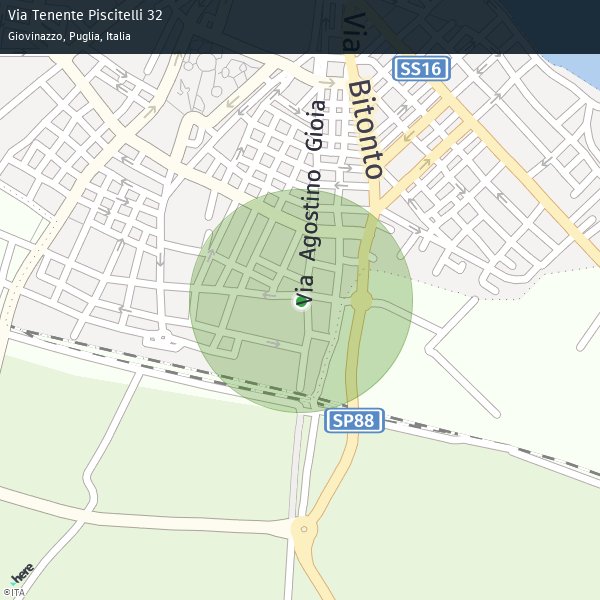 Via Tenente Piscitelli 32
Giovinazzo, Puglia, Italia
SS16
Via Bitonto
Via Agostino Gioia
SP88
here
©ITA